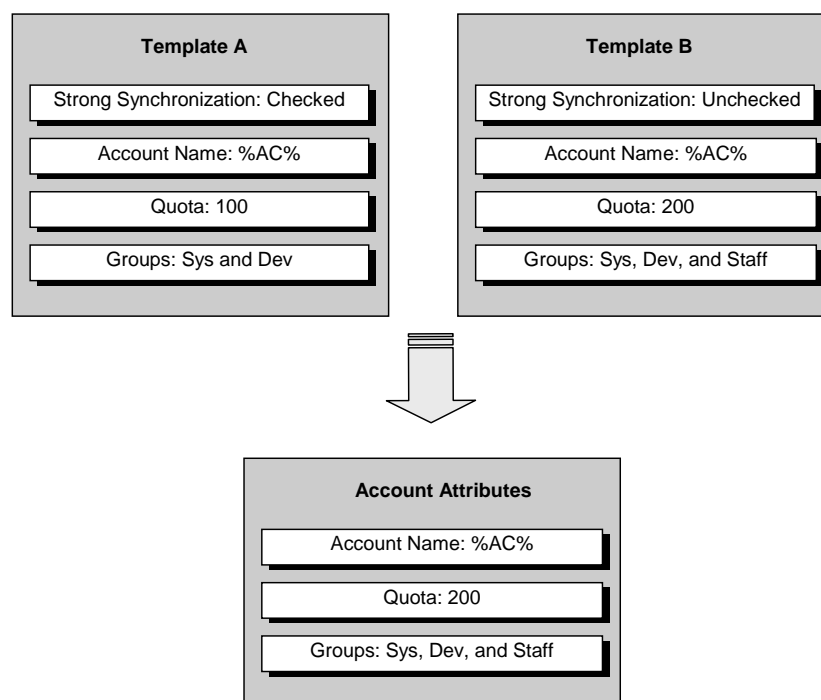 Template A
Strong Synchronization: Checked
Account Name: %AC%
Quota: 100
Groups: Sys and Dev
Template B
Strong Synchronization: Unchecked
Account Name: %AC%
Quota: 200
Groups: Sys, Dev, and Staff
Account Attributes
Account Name: %AC%
Quota: 200
Groups: Sys, Dev, and Staff